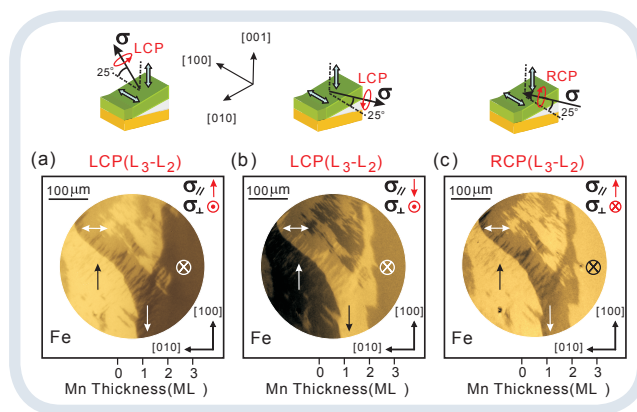 σ LCP
25°
[001]
[100]
[010]
LCP
σ
25°
RCP
σ
25°
(a) LCP(L₃-L₂)
100μm
σ//
σ⊥
[100]
[010]
Fe
0 1 2 3
Mn Thickness(ML )
(b) LCP(L₃-L₂)
100μm
σ//
σ⊥
[100]
[010]
Fe
0 1 2 3
Mn Thickness(ML )
(c) RCP(L₃-L₂)
100μm
σ//
σ⊥
[100]
[010]
Fe
0 1 2 3
Mn Thickness(ML )